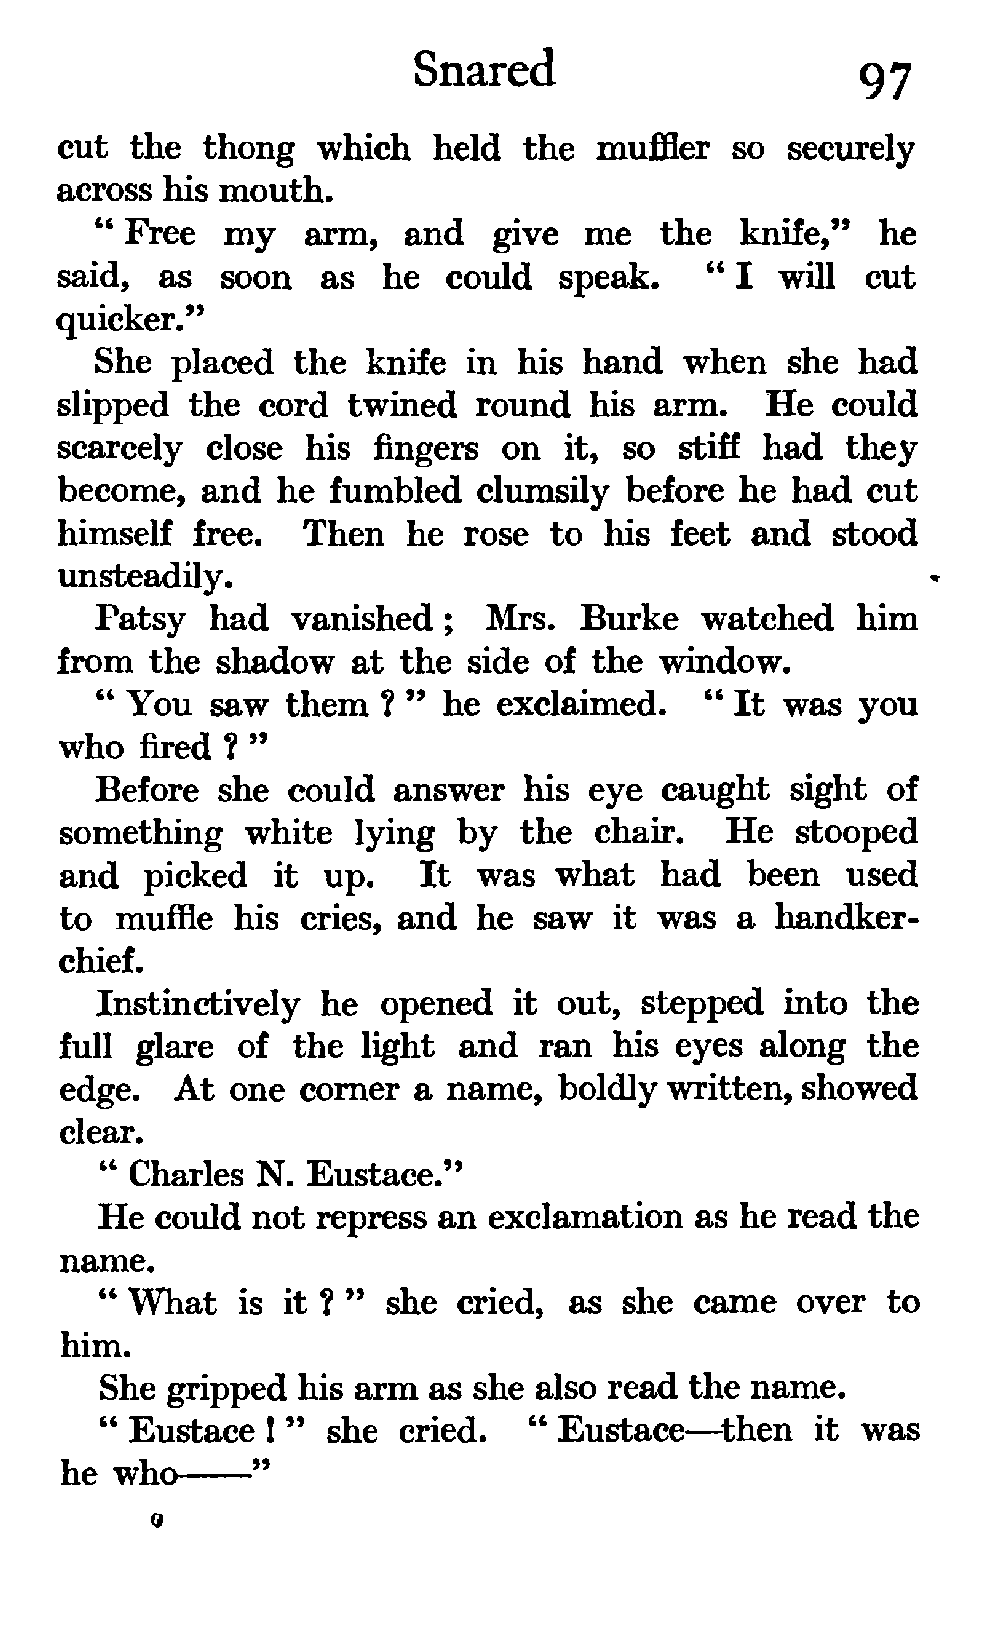 Snared 97
cut the thong which held the muffler so securely
across his mouth.
“ Free my arm, and give me the knife,” he
said, as soon as he could speak. “ I will cut
quicker.”
She placed the knife in his hand when she had
slipped the cord twined round his arm. He could
scarcely close his fingers on it, so stiff had they
become, and he fumbled clumsily before he had cut
himself free. Then he rose to his feet and stood
unsteadily.
Patsy had vanished ; Mrs. Burke watched him
from the shadow at the side of the window.
“ You saw them ? ” he exclaimed. “ It was you
who fired ? ”
Before she could answer his eye caught sight of
something white lying by the chair. He stooped
and picked it up. It was what had been used
to muffle his cries, and he saw it was a handker-
chief.
Instinctively he opened it out, stepped into the
full glare of the light and ran his eyes along the
edge. At one corner a name, boldly written, showed
clear.
“ Charles N. Eustace.”
He could not repress an exclamation as he read the
name.
“ What is it ? ” she cried, as she came over to
him.
She gripped his arm as she also read the name.
“ Eustace ! ” she cried. “ Eustace—then it was
he who——”